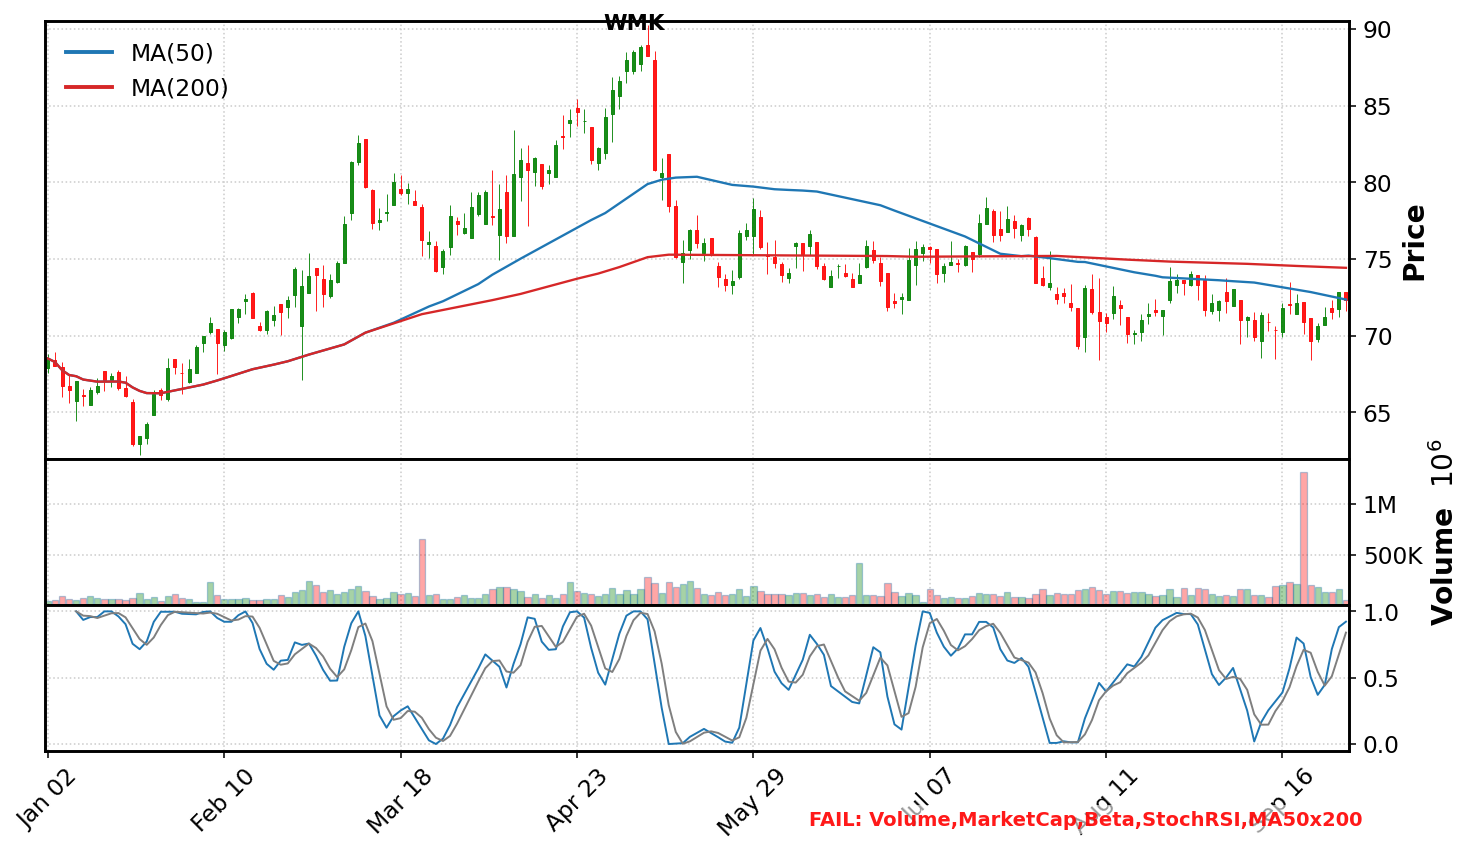 WMK
MA(50)
MA(200)
90
85
80
75
70
65
Price
1M
500K
Volume 10^6
1.0
0.5
0.0
Jan 02
Feb 10
Mar 18
Apr 23
May 29
Jul 07
Aug 11
Sep 16
FAIL: Volume,MarketCap,Beta,StochRSI,MA50x200